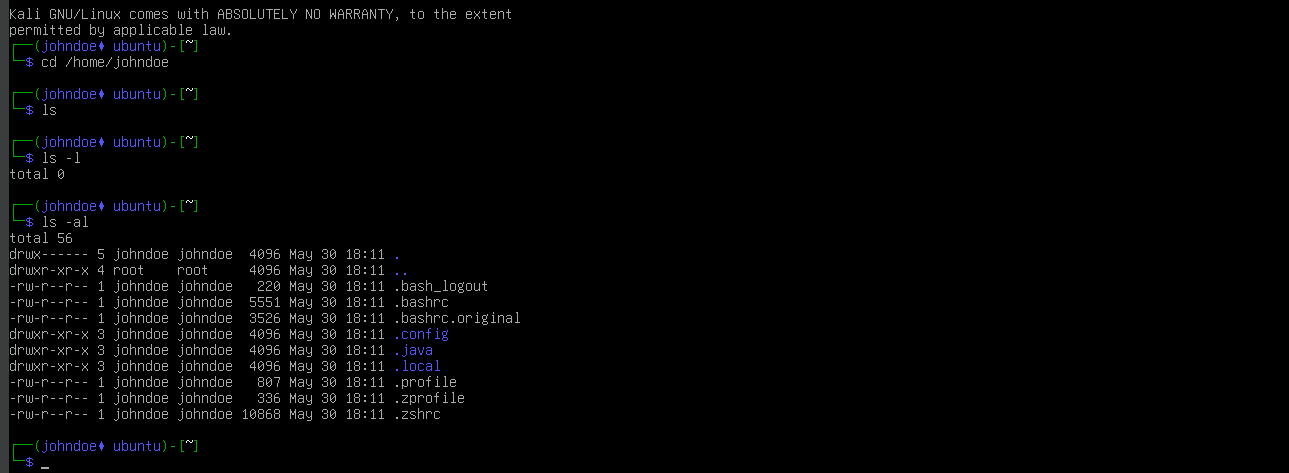 Kali GNU/Linux comes with ABSOLUTELY NO WARRANTY, to the extent
permitted by applicable law.
┌──(johndoe♦ ubuntu)-[~]
└─$ cd /home/johndoe
┌──(johndoe♦ ubuntu)-[~]
└─$ ls
┌──(johndoe♦ ubuntu)-[~]
└─$ ls -l
total 0
┌──(johndoe♦ ubuntu)-[~]
└─$ ls -al
total 56
drwx------ 5 johndoe johndoe  4096 May 30 18:11 .
drwxr-xr-x 4 root    root     4096 May 30 18:11 ..
-rw-r--r-- 1 johndoe johndoe   220 May 30 18:11 .bash_logout
-rw-r--r-- 1 johndoe johndoe  5551 May 30 18:11 .bashrc
-rw-r--r-- 1 johndoe johndoe  3526 May 30 18:11 .bashrc.original
drwxr-xr-x 3 johndoe johndoe  4096 May 30 18:11 .config
drwxr-xr-x 3 johndoe johndoe  4096 May 30 18:11 .java
drwxr-xr-x 3 johndoe johndoe  4096 May 30 18:11 .local
-rw-r--r-- 1 johndoe johndoe   807 May 30 18:11 .profile
-rw-r--r-- 1 johndoe johndoe   336 May 30 18:11 .zprofile
-rw-r--r-- 1 johndoe johndoe 10868 May 30 18:11 .zshrc
┌──(johndoe♦ ubuntu)-[~]
└─$ _